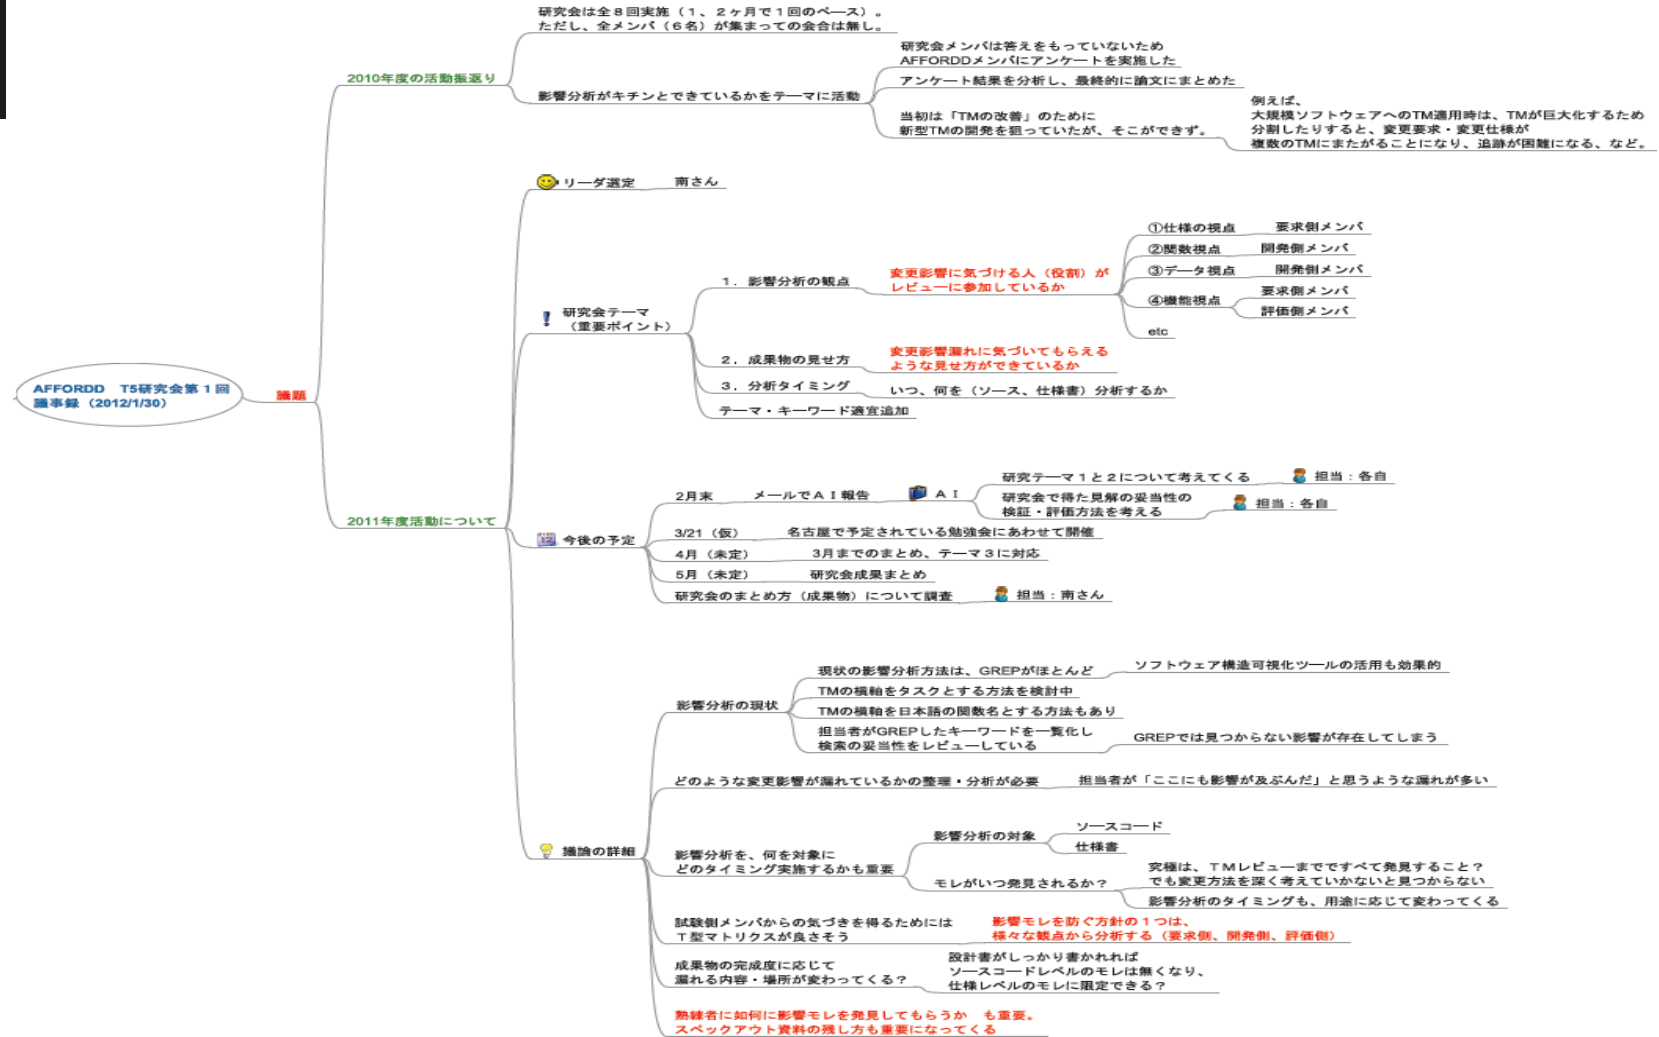 AFFORDD　T5研究会第１回
議事録（2012/1/30）
議題
2010年度の活動振返り
研究会は全８回実施（１、２ヶ月で１回のペース）。
ただし、全メンバ（６名）が集まっての会合は無し。
影響分析がキチンとできているかをテーマに活動
研究会メンバは答えをもっていないため
AFFORDDメンバにアンケートを実施した
アンケート結果を分析し、最終的に論文にまとめた
当初は「TMの改善」のために
新型TMの開発を狙っていたが、そこができず。
例えば、
大規模ソフトウェアへのTM適用時は、TMが巨大化するため
分割したりすると、変更要求・変更仕様が
複数のTMにまたがることになり、追跡が困難になる、など。
2011年度活動について
リーダ選定
南さん
研究会テーマ
（重要ポイント）
１．影響分析の観点
変更影響に気づける人（役割）が
レビューに参加しているか
①仕様の視点
要求側メンバ
②関数視点
開発側メンバ
③データ視点
開発側メンバ
④機能視点
要求側メンバ
評価側メンバ
etc
２．成果物の見せ方
変更影響漏れに気づいてもらえる
ような見せ方ができているか
３．分析タイミング
いつ、何を（ソース、仕様書）分析するか
テーマ・キーワード適宜追加
今後の予定
2月末
メールでＡＩ報告
ＡＩ
研究テーマ１と２について考えてくる
担当：各自
研究会で得た見解の妥当性の
検証・評価方法を考える
担当：各自
3/21（仮）
名古屋で予定されている勉強会にあわせて開催
4月（未定）
3月までのまとめ、テーマ３に対応
5月（未定）
研究会成果まとめ
研究会のまとめ方（成果物）について調査
担当：南さん
議論の詳細
影響分析の現状
現状の影響分析方法は、GREPがほとんど
ソフトウェア構造可視化ツールの活用も効果的
TMの横軸をタスクとする方法を検討中
TMの横軸を日本語の関数名とする方法もあり
担当者がGREPしたキーワードを一覧化し
検索の妥当性をレビューしている
GREPでは見つからない影響が存在してしまう
どのような変更影響が漏れているかの整理・分析が必要
担当者が「ここにも影響が及ぶんだ」と思うような漏れが多い
影響分析を、何を対象に
どのタイミング実施するかも重要
影響分析の対象
ソースコード
仕様書
モレがいつ発見されるか？
究極は、ＴＭレビューまでですべて発見すること？
でも変更方法を深く考えていかないと見つからない
影響分析のタイミングも、用途に応じて変わってくる
試験側メンバからの気づきを得るためには
Ｔ型マトリクスが良さそう
影響モレを防ぐ方針の１つは、
様々な観点から分析する（要求側、開発側、評価側）
成果物の完成度に応じて
漏れる内容・場所が変わってくる？
設計書がしっかり書かれれば
ソースコードレベルのモレは無くなり、
仕様レベルのモレに限定できる？
熟練者に如何に影響モレを発見してもらうか　も重要。
スペックアウト資料の残し方も重要になってくる